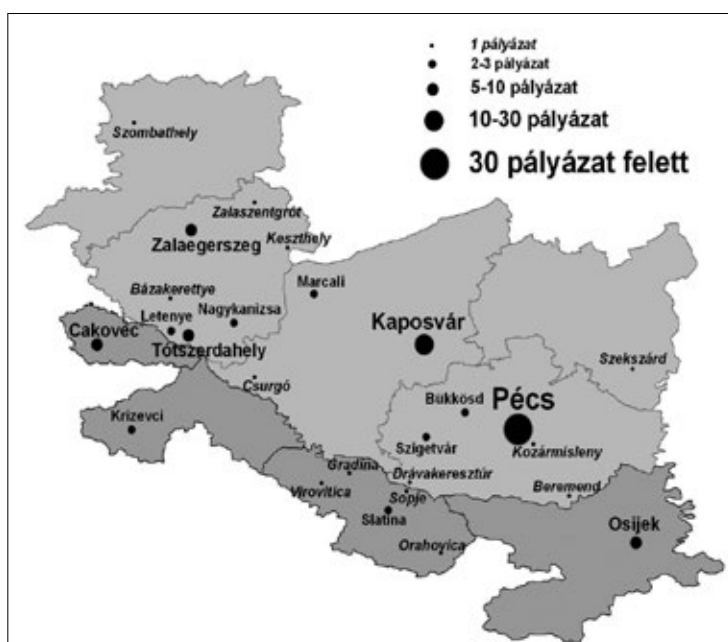 1 pályázat
2-3 pályázat
5-10 pályázat
10-30 pályázat
30 pályázat felett
Szombathely
Zalaszentgrót
Zalaegerszeg
Keszthely
Bázakerettye
Marcali
Letenye
Nagykanizsa
Cakovec
Tótszerdahely
Kaposvár
Szekszárd
Csurgó
Bükkösd
Pécs
Krizevci
Szigetvár
Kozármisleny
Gradina
Drávakeresztúr
Virovitica
Sopje
Beremend
Slatina
Orahovica
Osijek